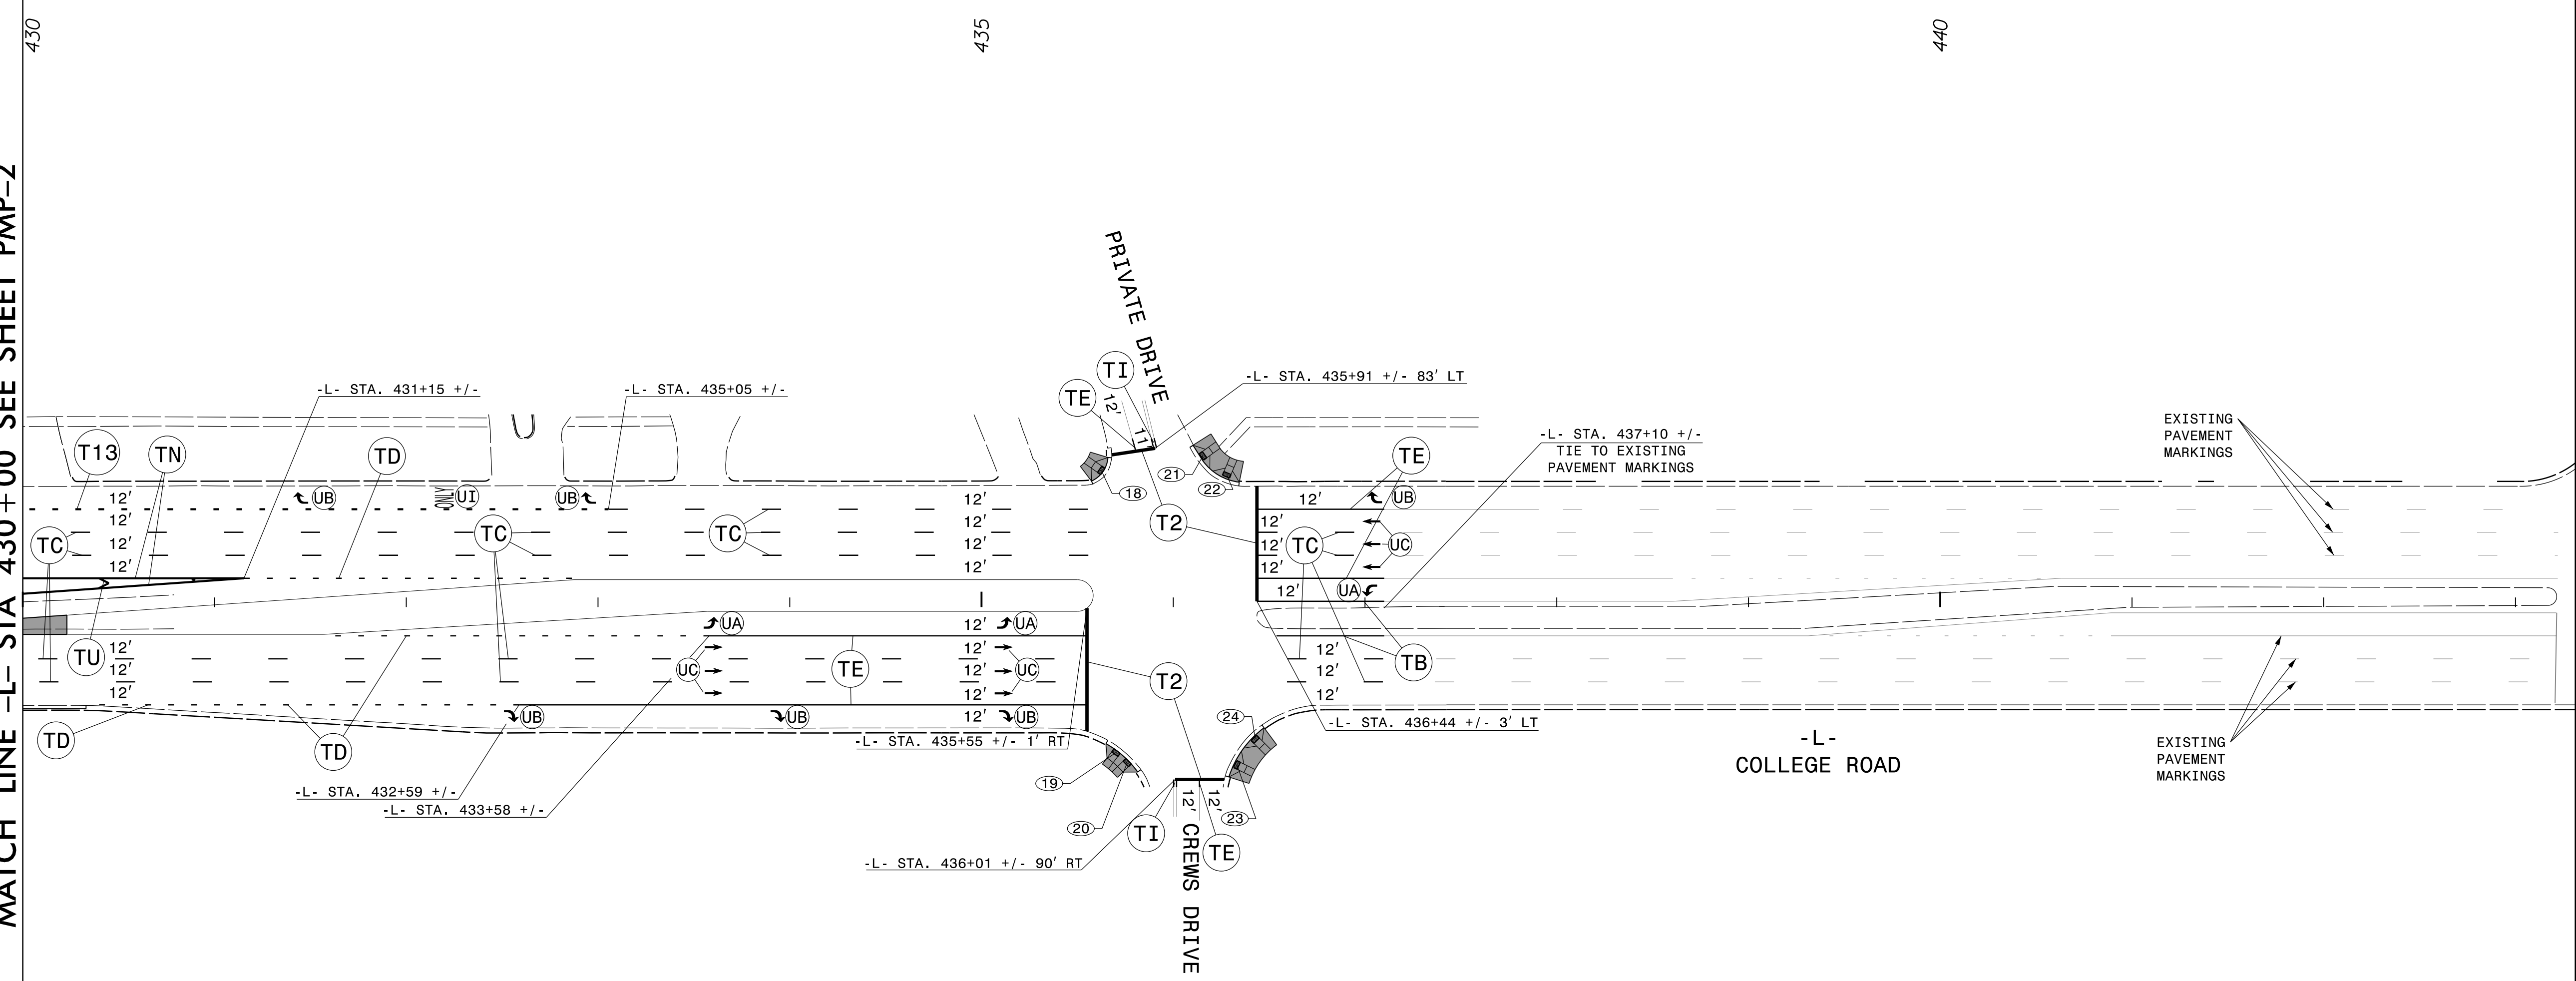 430
435
440
MATCH LINE -L- STA 430+00 SEE SHEET PMP-2
PRIVATE DRIVE
-L- STA. 431+15 +/-
-L- STA. 435+05 +/-
TI
TE
12'
11'
-L- STA. 435+91 +/- 83' LT
-L- STA. 437+10 +/-
TIE TO EXISTING
PAVEMENT MARKINGS
EXISTING
PAVEMENT
MARKINGS
T13
TN
TD
TE
18
21
22
12'
UB
ONLY
UI
UB
12'
12'
UB
12'
12'
T2
12'
TC
12'
TC
TC
12'
12'
TC
UC
12'
12'
12'
12'
UA
TU
12'
12'
12'
UA
12'
UA
UC
TE
12'
12'
12'
UC
T2
12'
12'
12'
TB
TD
TD
UB
UB
12'
UB
24
-L- STA. 436+44 +/- 3' LT
-L- STA. 435+55 +/- 1' RT
-L-
COLLEGE ROAD
EXISTING
PAVEMENT
MARKINGS
19
-L- STA. 432+59 +/-
-L- STA. 433+58 +/-
12'
12'
23
20
TI
TE
-L- STA. 436+01 +/- 90' RT
CREWS DRIVE